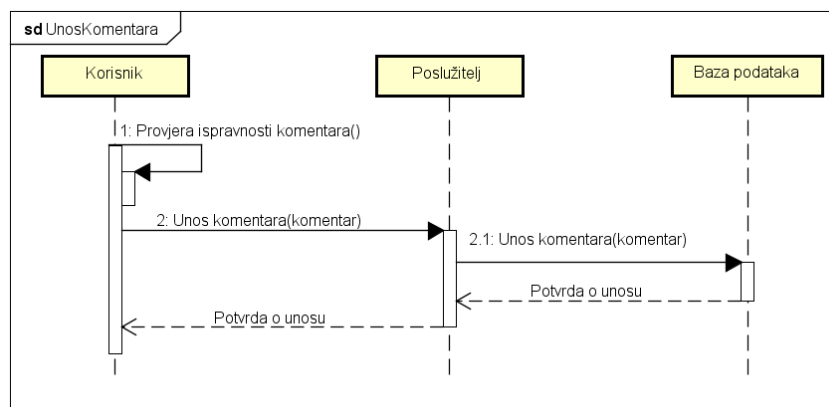 sd UnosKomentara
Korisnik
Poslužitelj
Baza podataka
1: Provjera ispravnosti komentara()
2: Unos komentara(komentar)
2.1: Unos komentara(komentar)
Potvrda o unosu
Potvrda o unosu